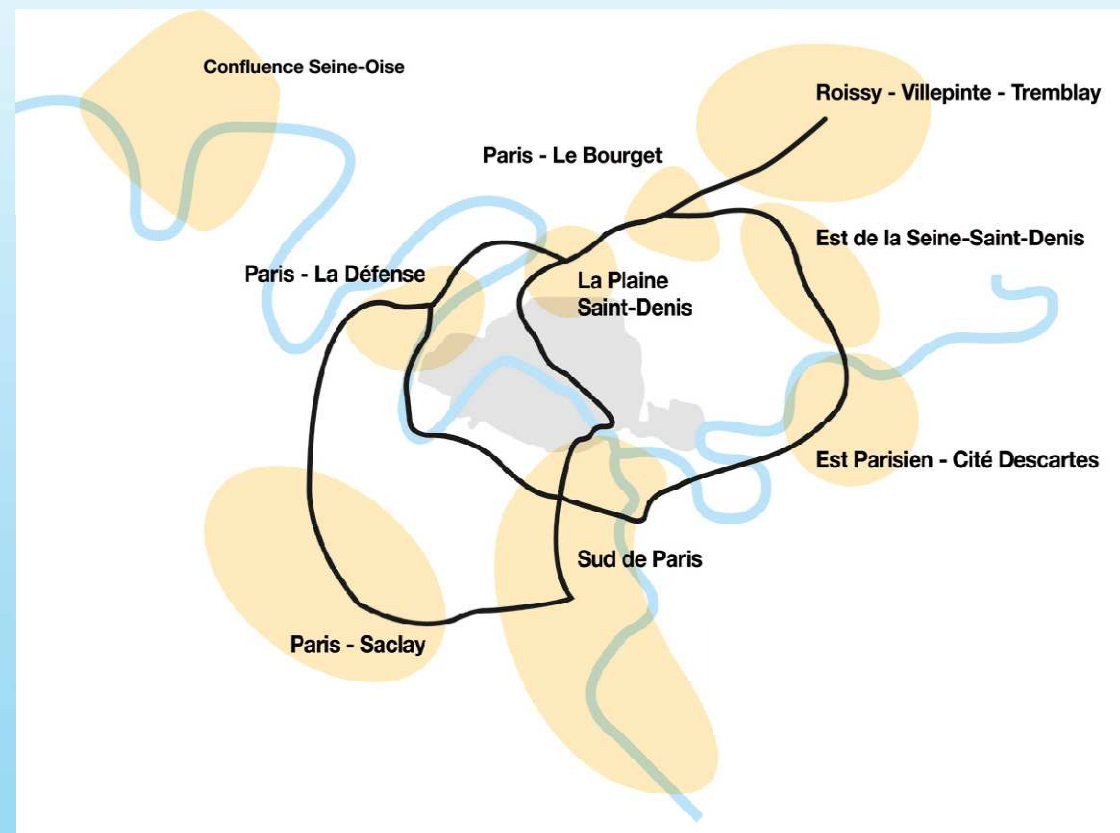 Confluence Seine-Oise
Roissy - Villepinte - Tremblay
Paris - Le Bourget
Est de la Seine-Saint-Denis
Paris - La Défense
La Plaine
Saint-Denis
Est Parisien - Cité Descartes
Sud de Paris
Paris - Saclay